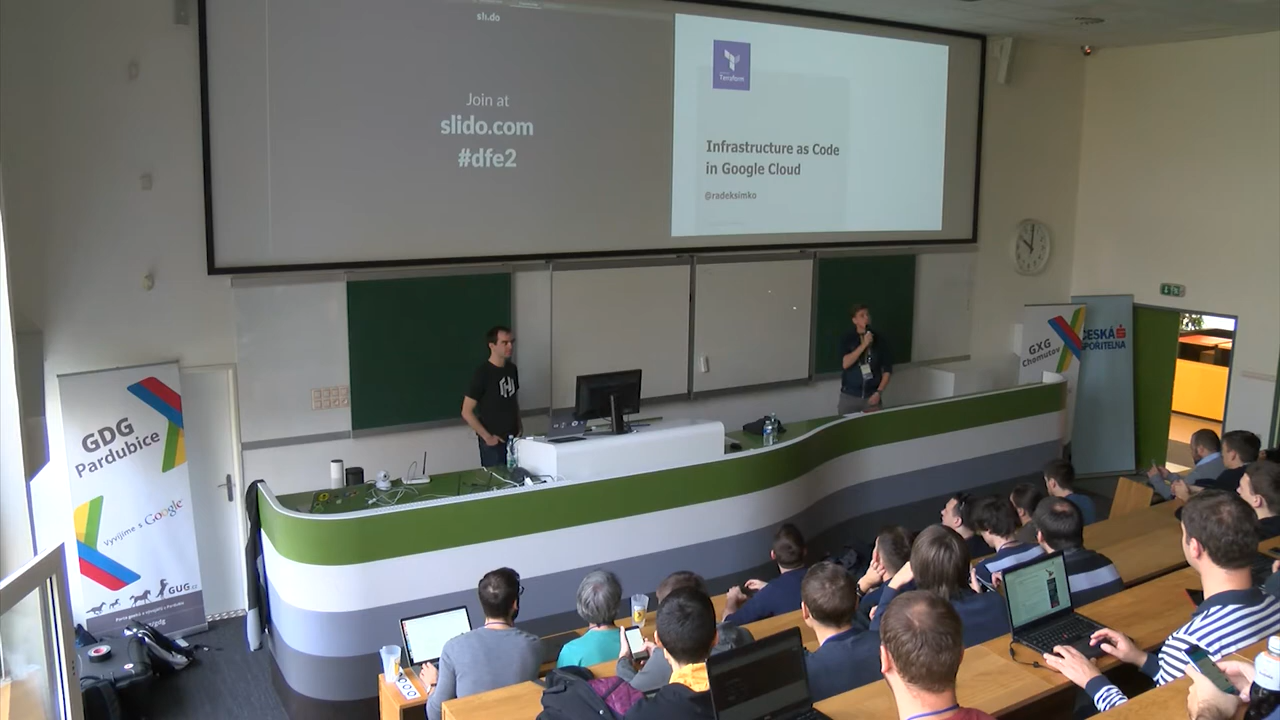 sli.do
Join at
slido.com
#dfe2
Terraform
Infrastructure as Code
in Google Cloud
@radeksimko
GDG
Pardubice
Vyvíjíme s Google
GUG.cz
GXG
Chomutov
ČESKÁ
SPOŘITELNA